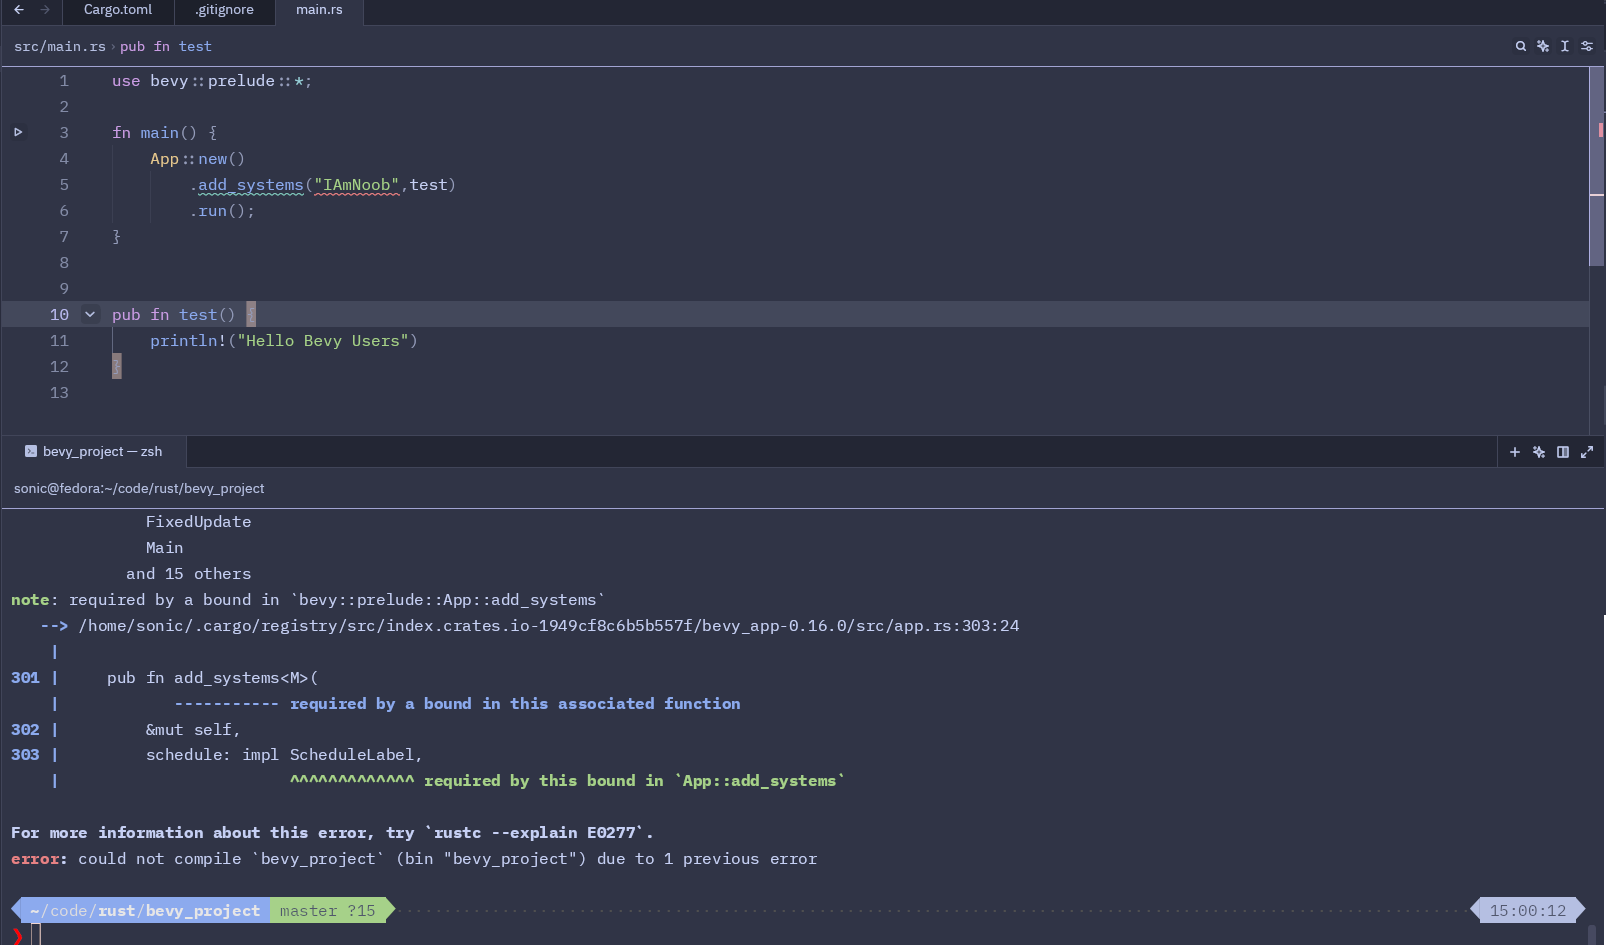 Cargo.toml .gitignore main.rs
src/main.rs › pub fn test
1 use bevy::prelude::*;
2
3 fn main() {
4 App::new()
5 .add_systems("IAmNoob",test)
6 .run();
7 }
8
9
10 pub fn test() {
11 println!("Hello Bevy Users")
12 }
13
bevy_project — zsh
sonic@fedora:~/code/rust/bevy_project
FixedUpdate
Main
and 15 others
note: required by a bound in `bevy::prelude::App::add_systems`
--> /home/sonic/.cargo/registry/src/index.crates.io-1949cf8c6b5b557f/bevy_app-0.16.0/src/app.rs:303:24
|
301 | pub fn add_systems<M>(
| ----------- required by a bound in this associated function
302 | &mut self,
303 | schedule: impl ScheduleLabel,
| ^^^^^^^^^^^^^ required by this bound in `App::add_systems`
For more information about this error, try `rustc --explain E0277`.
error: could not compile `bevy_project` (bin "bevy_project") due to 1 previous error
~/code/rust/bevy_project master ?15 15:00:12
❯